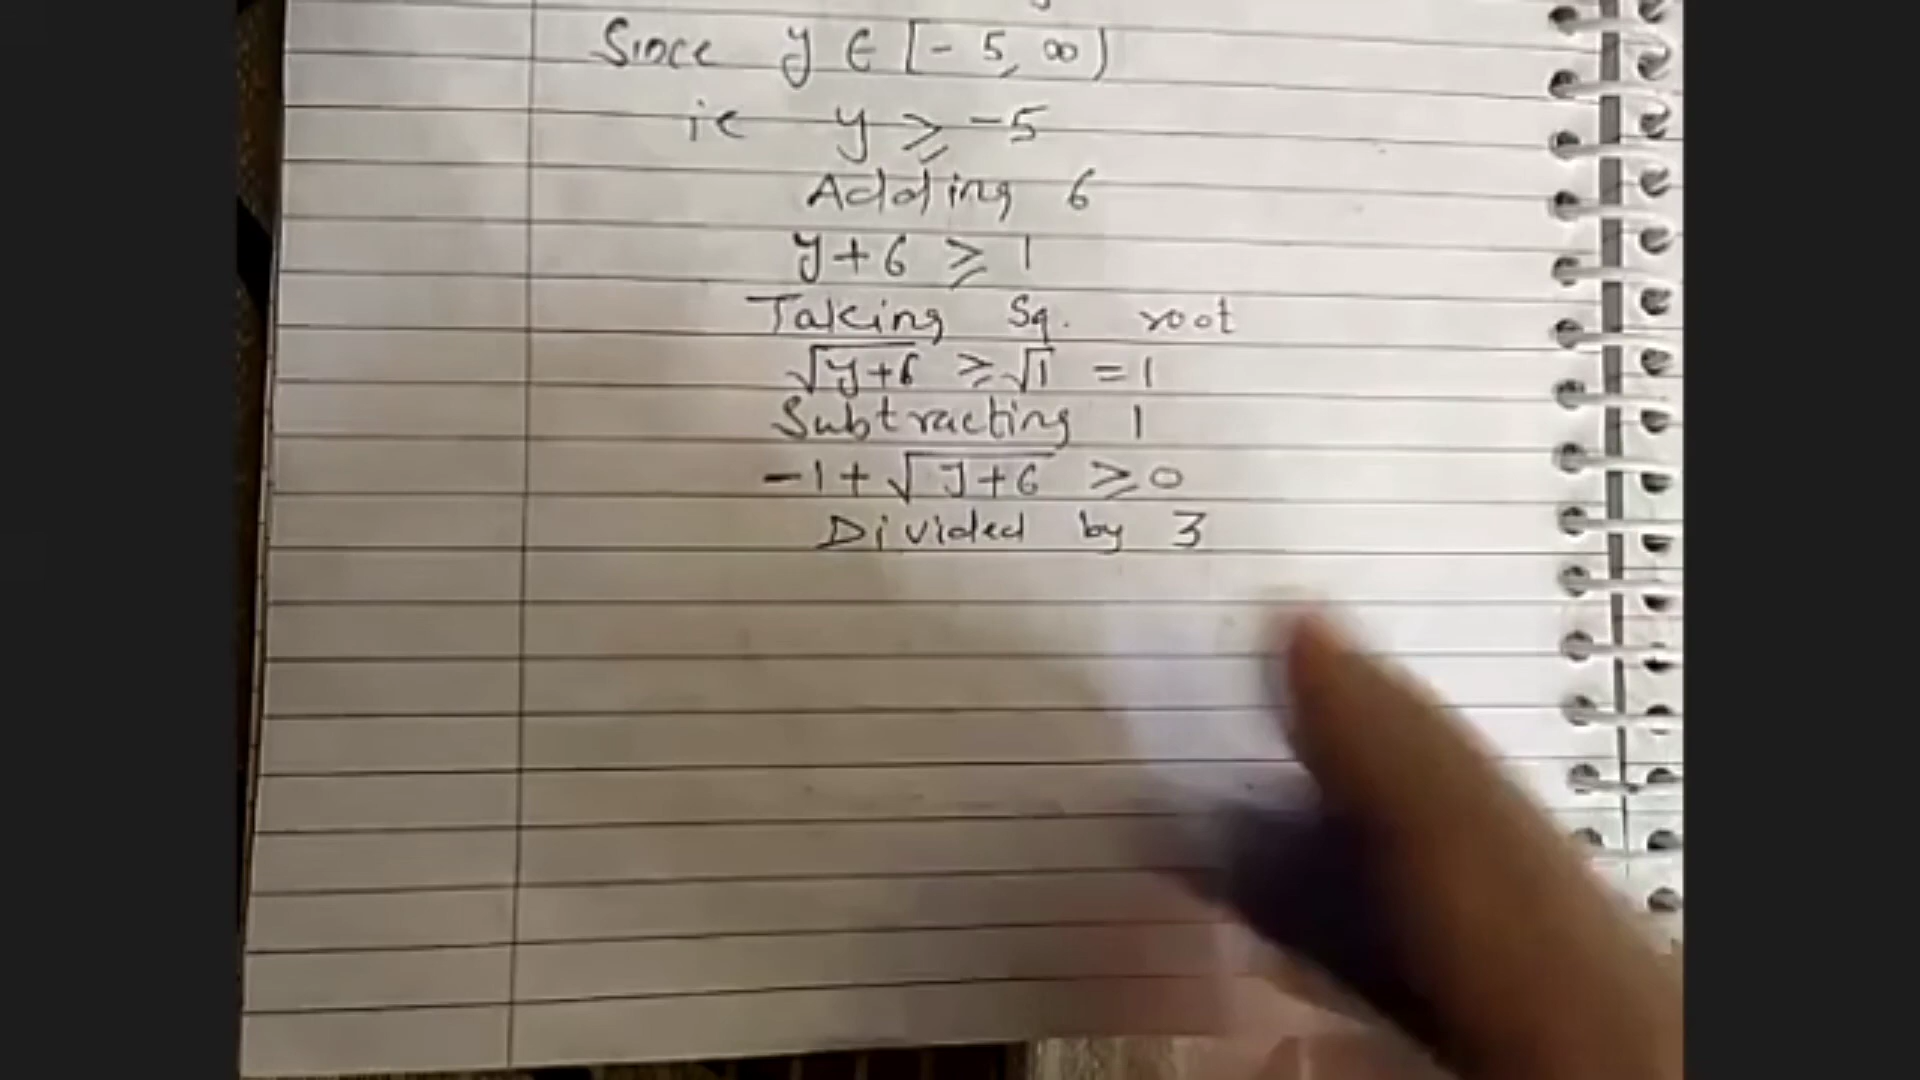 Since y ∈ [-5, ∞)
ie y ≥ -5
Adding 6
y+6 ≥ 1
Taking Sq. root
√y+6 ≥ √1 = 1
Subtracting 1
-1+√y+6 ≥ 0
Divided by 3